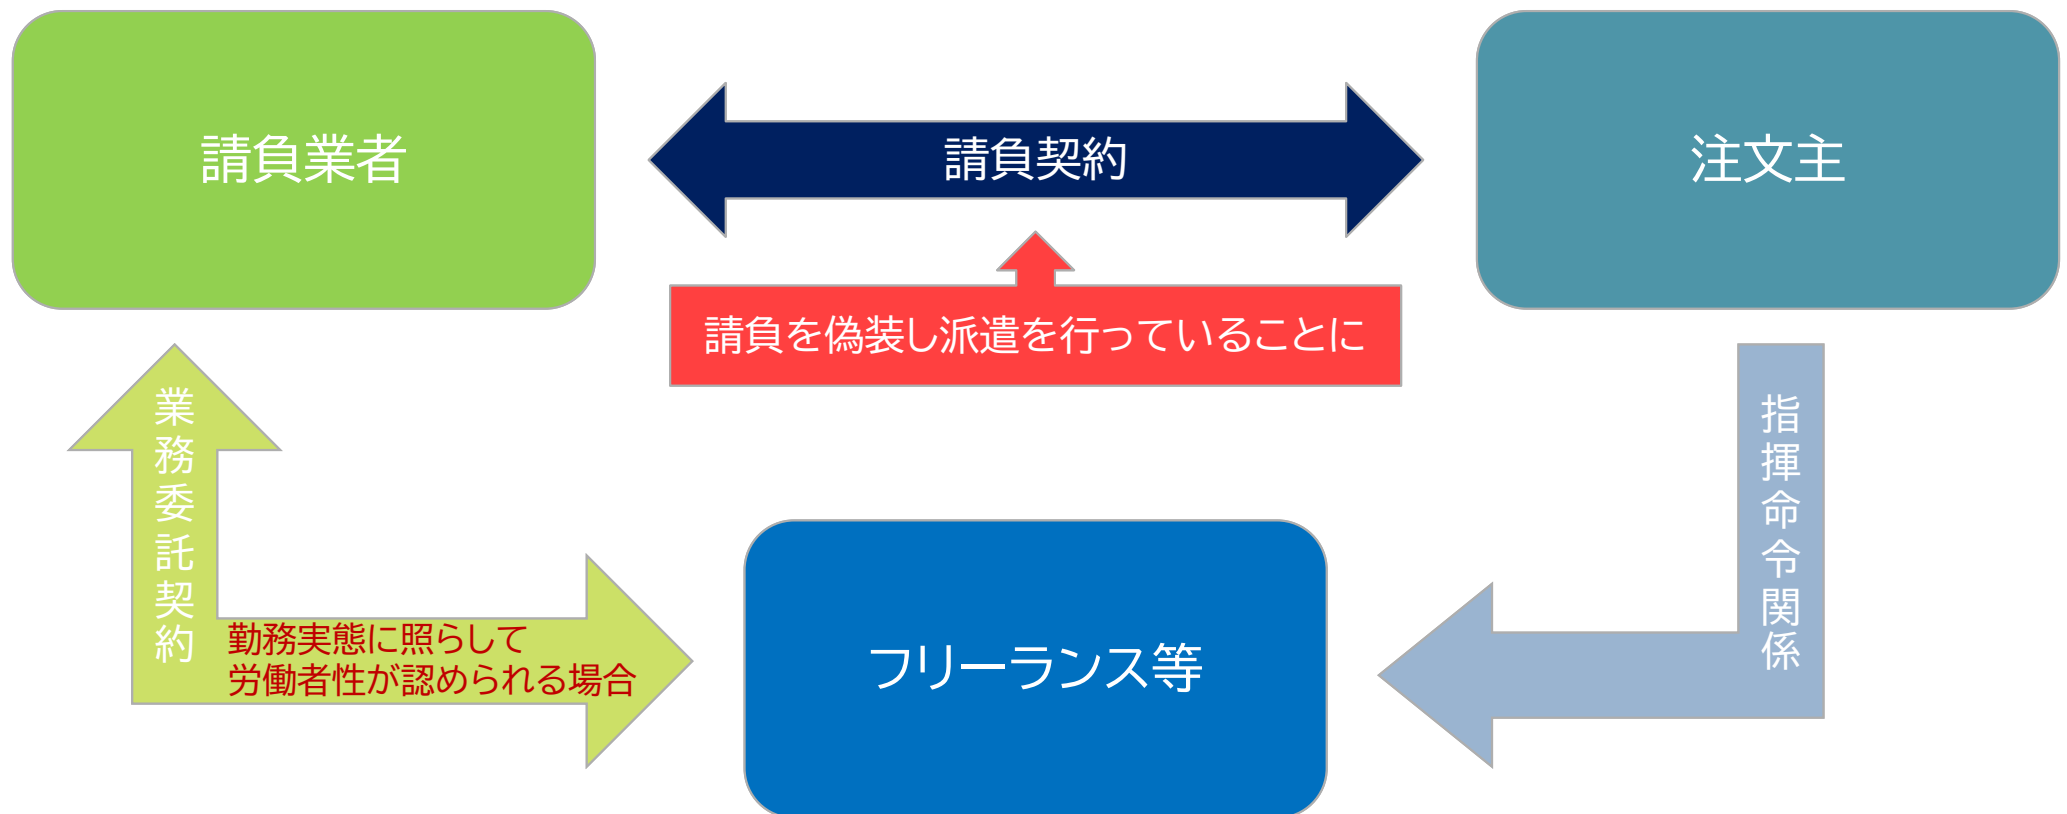 請負業者
請負契約
注文主
請負を偽装し派遣を行っていることに
業務委託契約
指揮命令関係
勤務実態に照らして
労働者性が認められる場合
フリーランス等